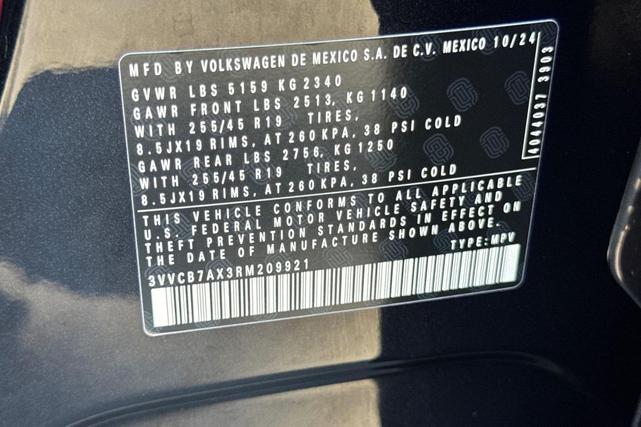 MFD BY VOLKSWAGEN DE MEXICO S.A. DE C.V. MEXICO 10/24
GVWR LBS 5159 KG 2340
GAWR FRONT LBS 2513, KG 1140
WITH 255/45 R19 TIRES,
8.5JX19 RIMS, AT 260 KPA, 38 PSI COLD
GAWR REAR LBS 2756, KG 1250
WITH 255/45 R19 TIRES,
8.5JX19 RIMS, AT 260 KPA, 38 PSI COLD
4044037 3903
THIS VEHICLE CONFORMS TO ALL APPLICABLE
U.S. FEDERAL MOTOR VEHICLE SAFETY AND
THEFT PREVENTION STANDARDS IN EFFECT ON
THE DATE OF MANUFACTURE SHOWN ABOVE.
TYPE: MPV
3VVCB7AX3RM209921